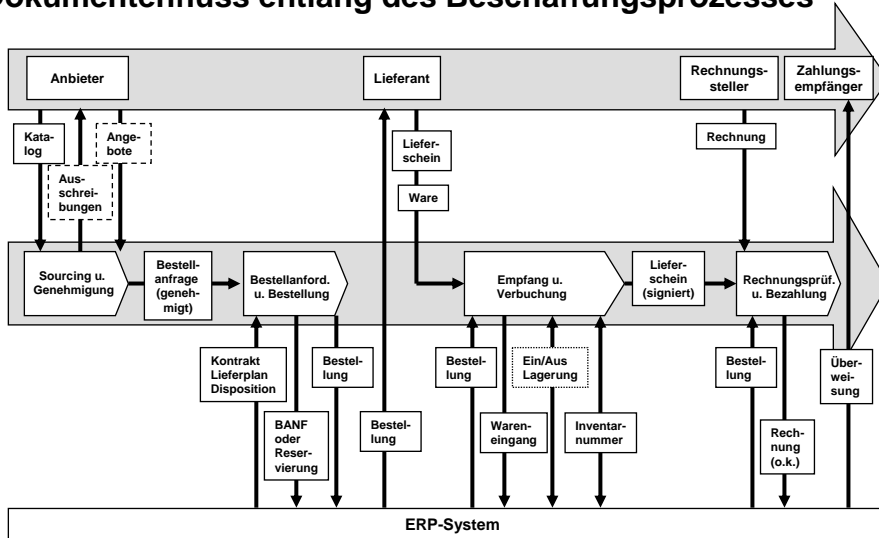 Dokumentenfluss entlang des Beschaffungsprozesses
Anbieter
Lieferant
Rechnungs-
steller
Zahlungs-
empfänger
Kata-
log
Ange-
bote
Aus-
schrei-
bungen
Liefer-
schein
Ware
Rechnung
Sourcing u.
Genehmigung
Bestell-
anfrage
(geneh-
migt)
Bestellanford.
u. Bestellung
Empfang u.
Verbuchung
Liefer-
schein
(signiert)
Rechnungsprüf.
u. Bezahlung
Kontrakt
Lieferplan
Disposition
Bestel-
lung
BANF
oder
Reser-
vierung
Bestel-
lung
Bestel-
lung
Waren-
eingang
Ein/Aus
Lagerung
Inventar-
nummer
Bestel-
lung
Rech-
nung
(o.k.)
Über-
wei-
sung
ERP-System